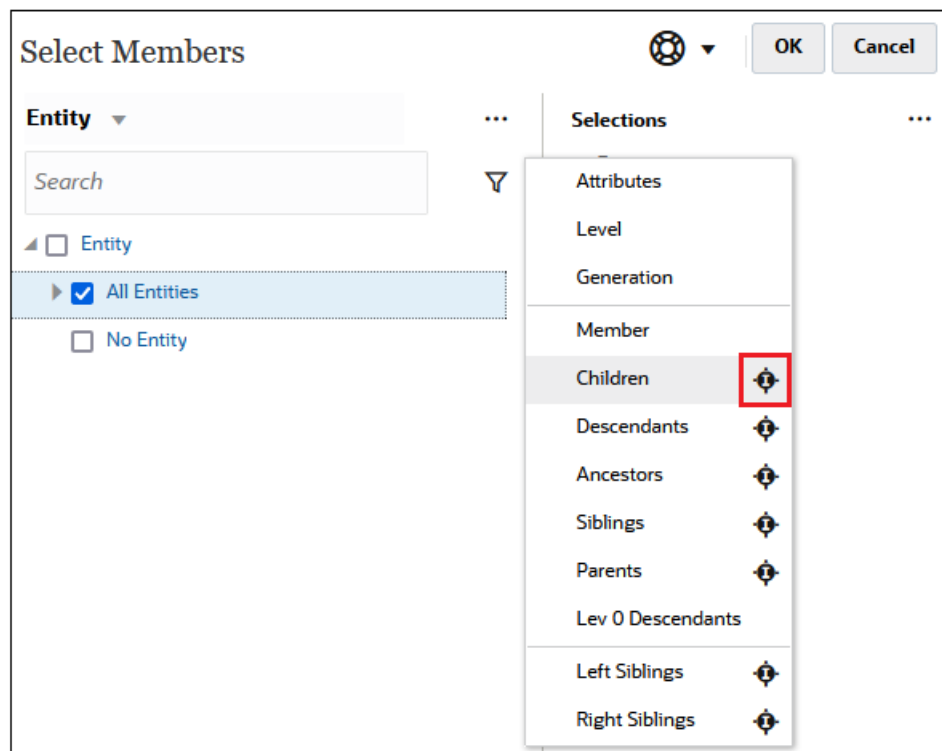 Select Members
OK
Cancel
Entity
Selections
Search
Entity
All Entities
No Entity
Attributes
Level
Generation
Member
Children
Descendants
Ancestors
Siblings
Parents
Lev 0 Descendants
Left Siblings
Right Siblings